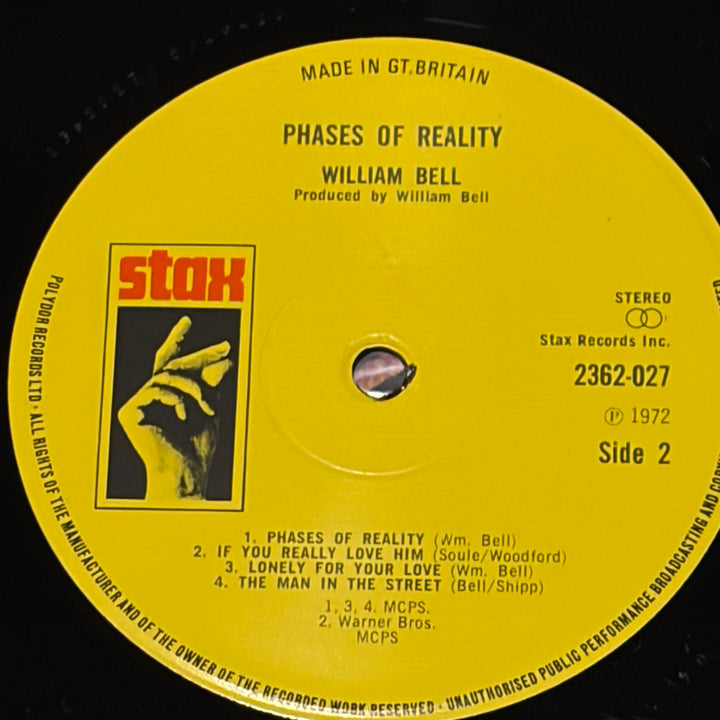 MADE IN GT. BRITAIN
PHASES OF REALITY
WILLIAM BELL
Produced by William Bell
stax
STEREO
Stax Records Inc.
2362-027
Ⓟ 1972
Side 2
1. PHASES OF REALITY (Wm. Bell)
2. IF YOU REALLY LOVE HIM (Soule/Woodford)
3. LONELY FOR YOUR LOVE (Wm. Bell)
4. THE MAN IN THE STREET (Bell/Shipp)
1, 3, 4. MCPS.
2. Warner Bros.
MCPS
POLYDOR RECORDS LTD · ALL RIGHTS OF THE MANUFACTURER AND OF THE OWNER OF THE RECORDED WORK RESERVED · UNAUTHORISED PUBLIC PERFORMANCE BROADCASTING AND